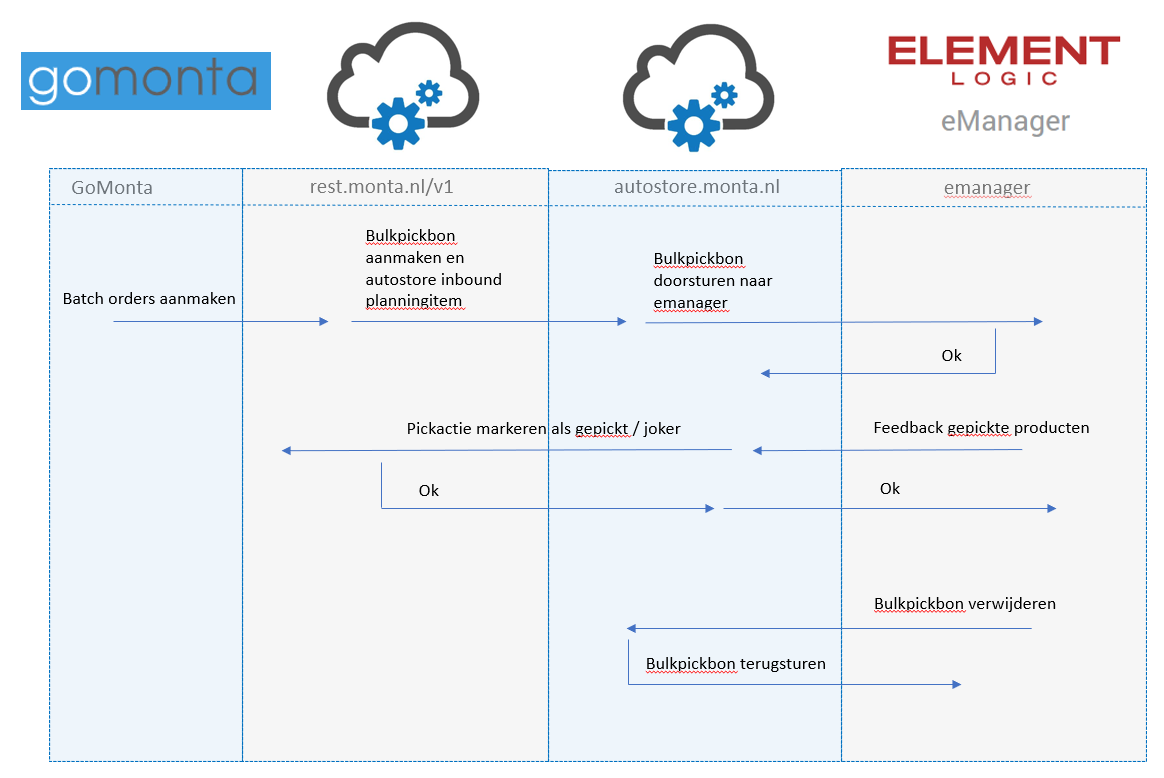 gomonta
ELEMENT
LOGIC
eManager
GoMonta
rest.monta.nl/v1
autostore.monta.nl
emanager
Bulkpickbon
aanmaken en
autostore inbound
planningitem
Bulkpickbon
doorsturen naar
emanager
Batch orders aanmaken
Ok
Pickactie markeren als gepickt / joker
Feedback gepickte producten
Ok
Ok
Bulkpickbon verwijderen
Bulkpickbon terugsturen